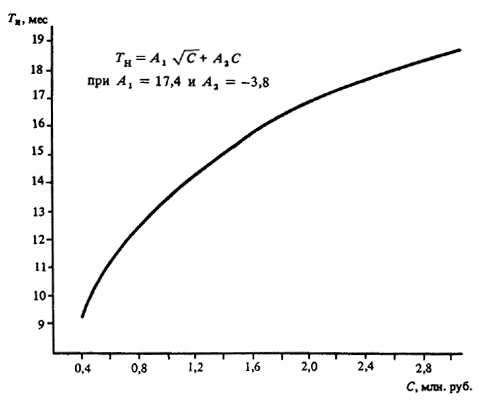 Tн, мес
Tн = A₁ √C + A₂C
при A₁ = 17,4 и A₂ = –3,8
19
18
17
16
15
14
13
12
11
10
9
0,4 0,8 1,2 1,6 2,0 2,4 2,8
C, млн. руб.